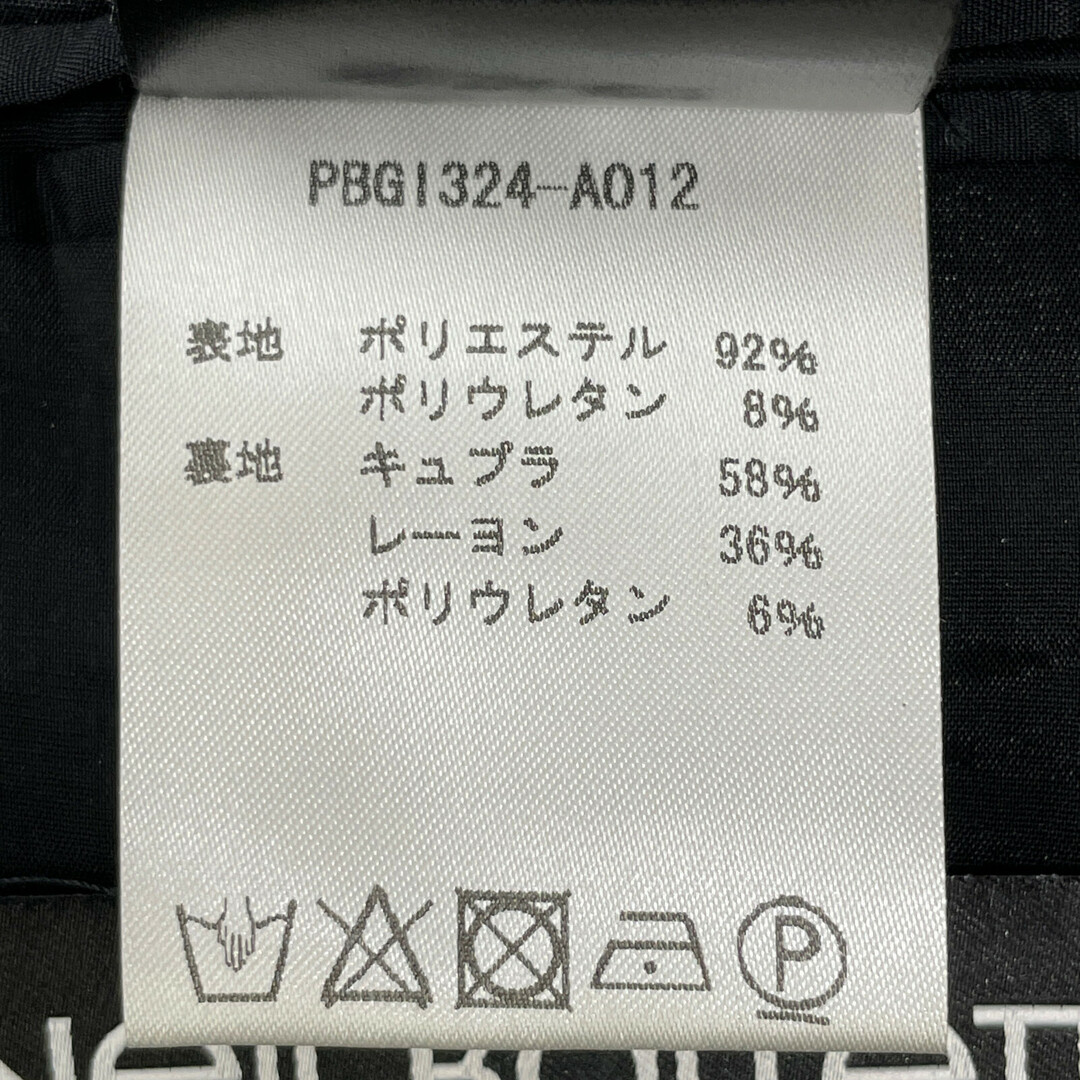 PBG1324-A012
表地 ポリエステル 92%
ポリウレタン 8%
裏地 キュプラ 58%
レーヨン 36%
ポリウレタン 6%
P